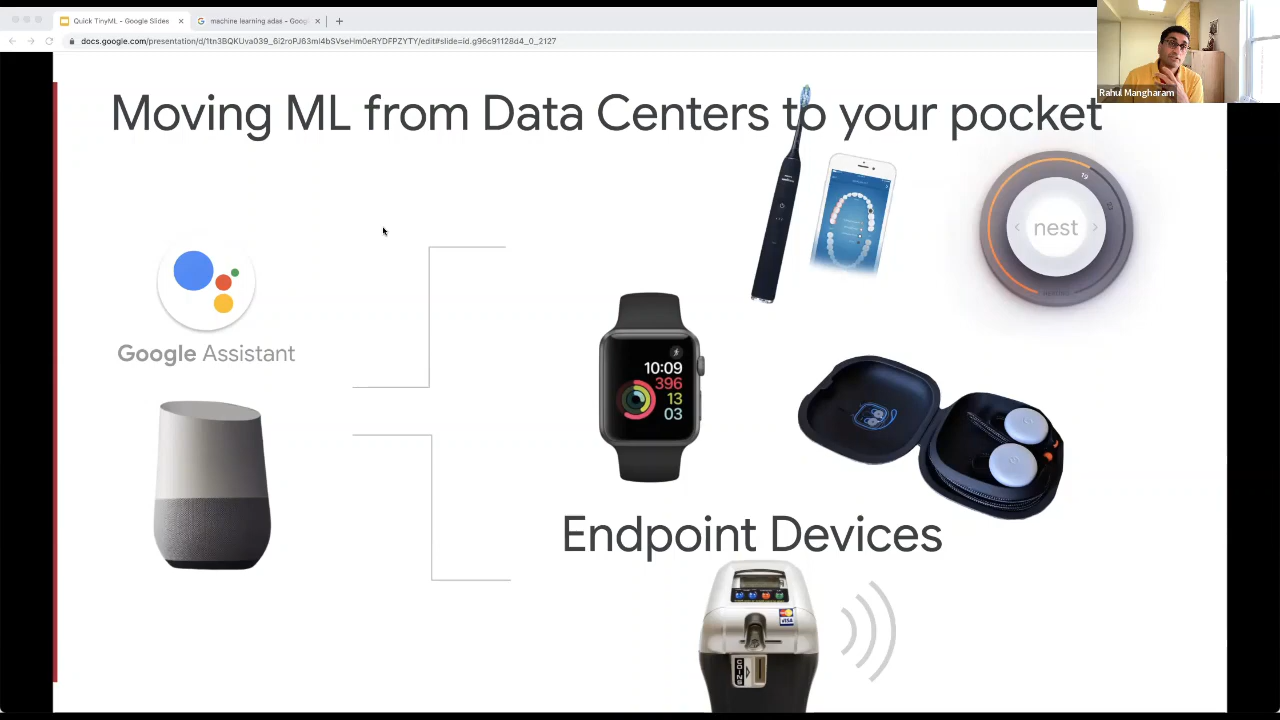 Quick TinyML - Google Slides
machine learning adas - Goog
docs.google.com/presentation/d/1tn3BQKUva039_6i2roPJ63ml4bSVseHm0eRYDFPZYTY/edit#slide=id.g96c91128d4_0_2127
Rahul Mangharam
Moving ML from Data Centers to your pocket
19
nest
Google Assistant
10:09
396
13
03
Endpoint Devices
VISA
COINS